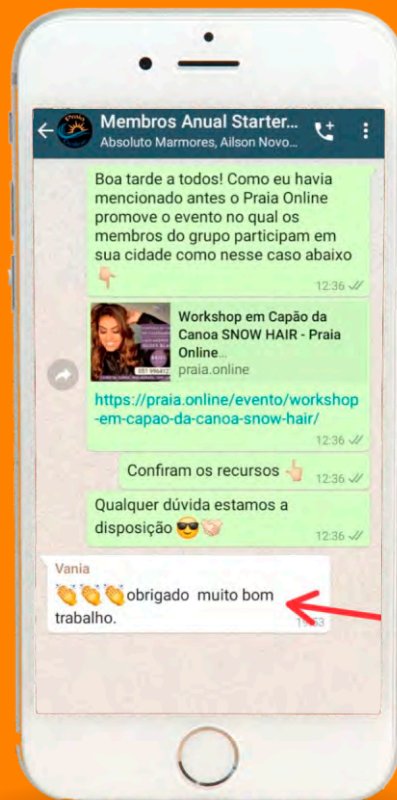 Membros Anual Starter...
Absoluto Marmores, Ailson Novo...
Boa tarde a todos! Como eu havia
mencionado antes o Praia Online
promove o evento no qual os
membros do grupo participam em
sua cidade como nesse caso abaixo
👇🏻
12:36
Workshop em Capão da
Canoa SNOW HAIR - Praia
Online...
praia.online
https://praia.online/evento/workshop
-em-capao-da-canoa-snow-hair/
12:36
Confiram os recursos 👆🏻
12:36
Qualquer dúvida estamos a
disposição 😎🤝🏻
12:36
Vania
👏👏👏obrigado muito bom
trabalho.
19:53